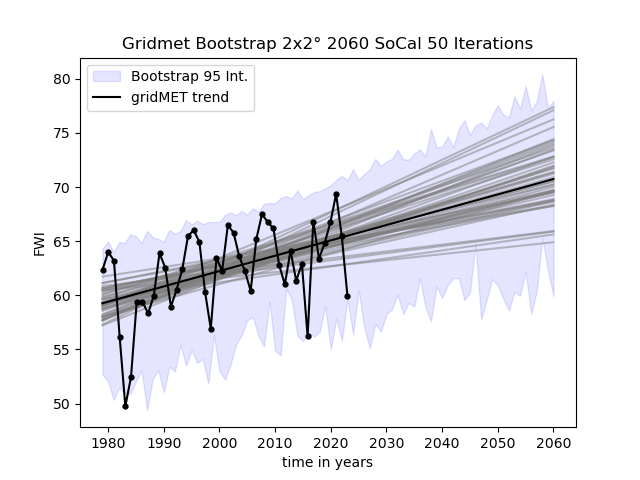 Gridmet Bootstrap 2x2° 2060 SoCal 50 Iterations
Bootstrap 95 Int.
gridMET trend
80
75
70
65
60
55
50
FWI
1980 1990 2000 2010 2020 2030 2040 2050 2060
time in years